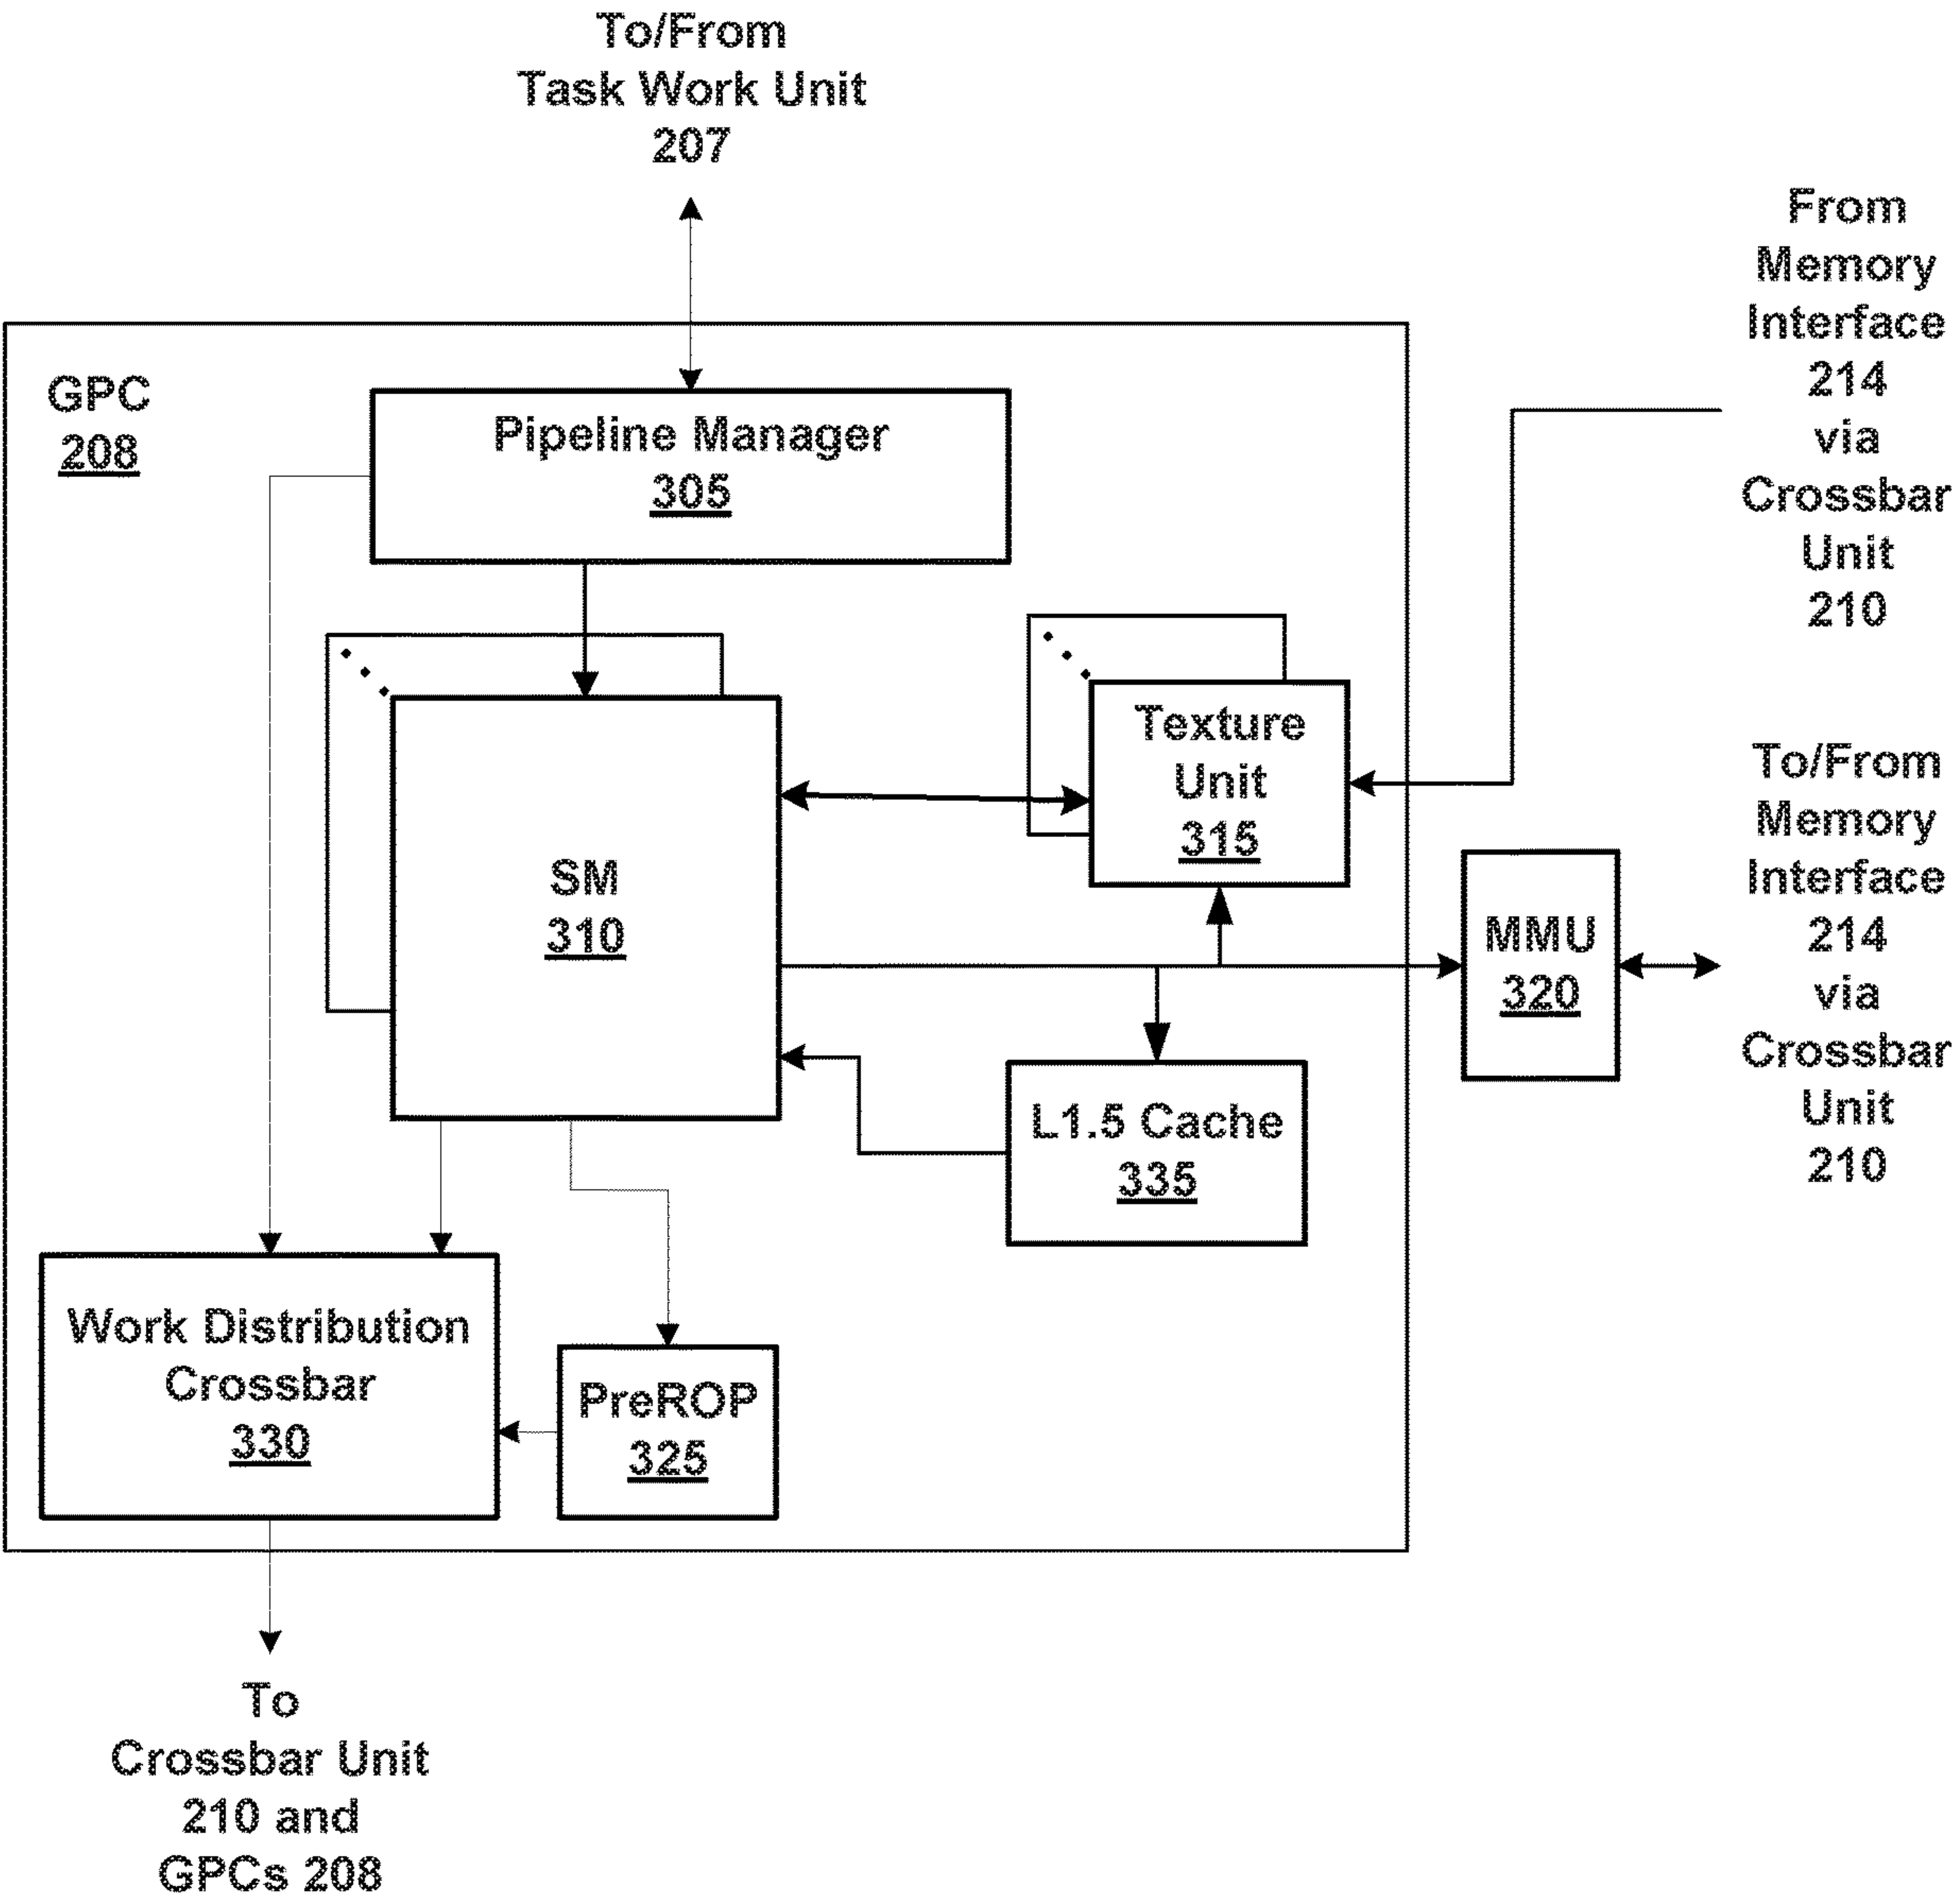 To/From
Task Work Unit
207
From
Memory
Interface
214
via
Crossbar
Unit
210
GPC
208
Pipeline Manager
305
Texture
Unit
315
To/From
Memory
Interface
214
via
Crossbar
Unit
210
SM
310
MMU
320
L1.5 Cache
335
Work Distribution
Crossbar
330
PreROP
325
To
Crossbar Unit
210 and
GPCs 208